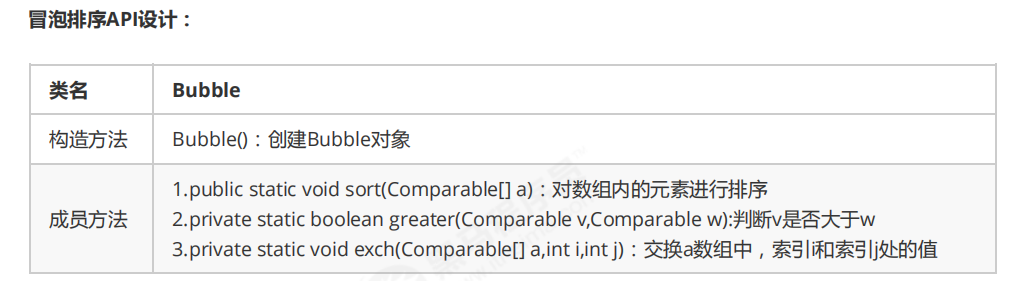 冒泡排序API设计：
类名 Bubble
构造方法 Bubble()：创建Bubble对象
成员方法
1.public static void sort(Comparable[] a)：对数组内的元素进行排序
2.private static boolean greater(Comparable v,Comparable w):判断v是否大于w
3.private static void exch(Comparable[] a,int i,int j)：交换a数组中，索引i和索引j处的值